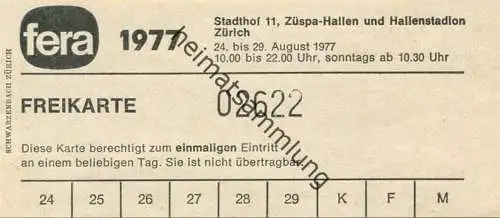 fera 1977
Stadthof 11, Züspa-Hallen und Hallenstadion
Zürich
24. bis 29. August 1977
10.00 bis 22.00 Uhr, sonntags ab 10.30 Uhr
FREIKARTE 02622
Diese Karte berechtigt zum einmaligen Eintritt
an einem beliebigen Tag. Sie ist nicht übertragbar.
24 25 26 27 28 29 K F M
SCHWARZENBACH ZÜRICH
heimatsammlung